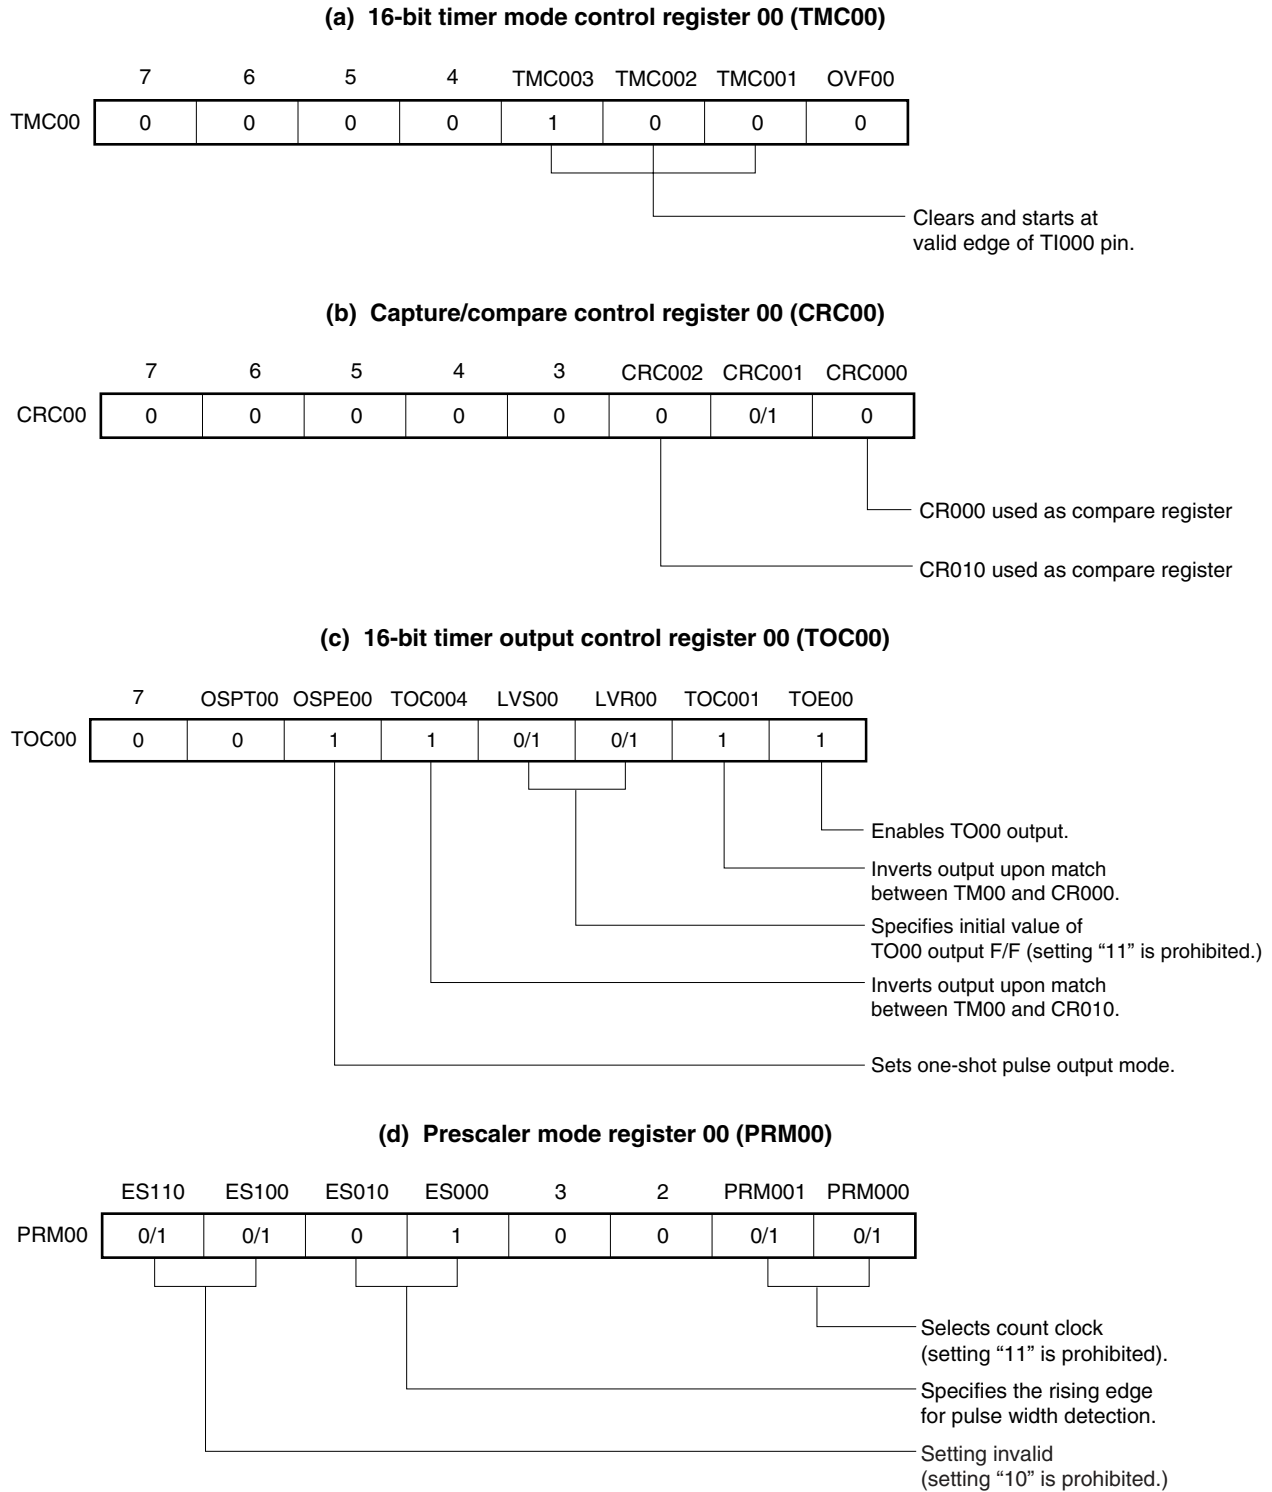 (a) 16-bit timer mode control register 00 (TMC00)
7 6 5 4 TMC003 TMC002 TMC001 OVF00
TMC00 0 0 0 0 1 0 0 0
Clears and starts at
valid edge of TI000 pin.
(b) Capture/compare control register 00 (CRC00)
7 6 5 4 3 CRC002 CRC001 CRC000
CRC00 0 0 0 0 0 0 0/1 0
CR000 used as compare register
CR010 used as compare register
(c) 16-bit timer output control register 00 (TOC00)
7 OSPT00 OSPE00 TOC004 LVS00 LVR00 TOC001 TOE00
TOC00 0 0 1 1 0/1 0/1 1 1
Enables TO00 output.
Inverts output upon match
between TM00 and CR000.
Specifies initial value of
TO00 output F/F (setting “11” is prohibited.)
Inverts output upon match
between TM00 and CR010.
Sets one-shot pulse output mode.
(d) Prescaler mode register 00 (PRM00)
ES110 ES100 ES010 ES000 3 2 PRM001 PRM000
PRM00 0/1 0/1 0 1 0 0 0/1 0/1
Selects count clock
(setting “11” is prohibited).
Specifies the rising edge
for pulse width detection.
Setting invalid
(setting “10” is prohibited.)